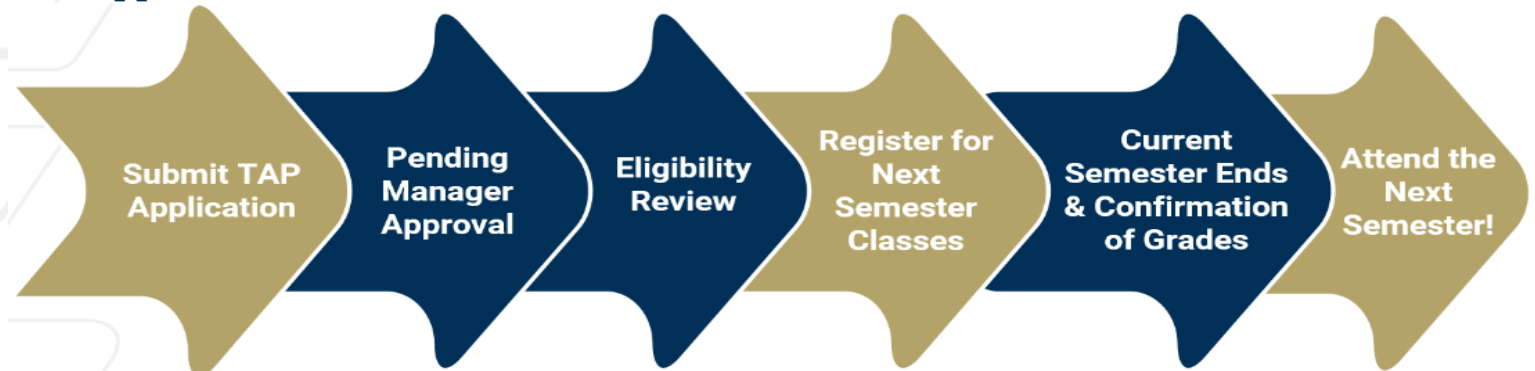 Submit TAP
Application
Pending
Manager
Approval
Eligibility
Review
Register for
Next
Semester
Classes
Current
Semester Ends
& Confirmation
of Grades
Attend the
Next
Semester!